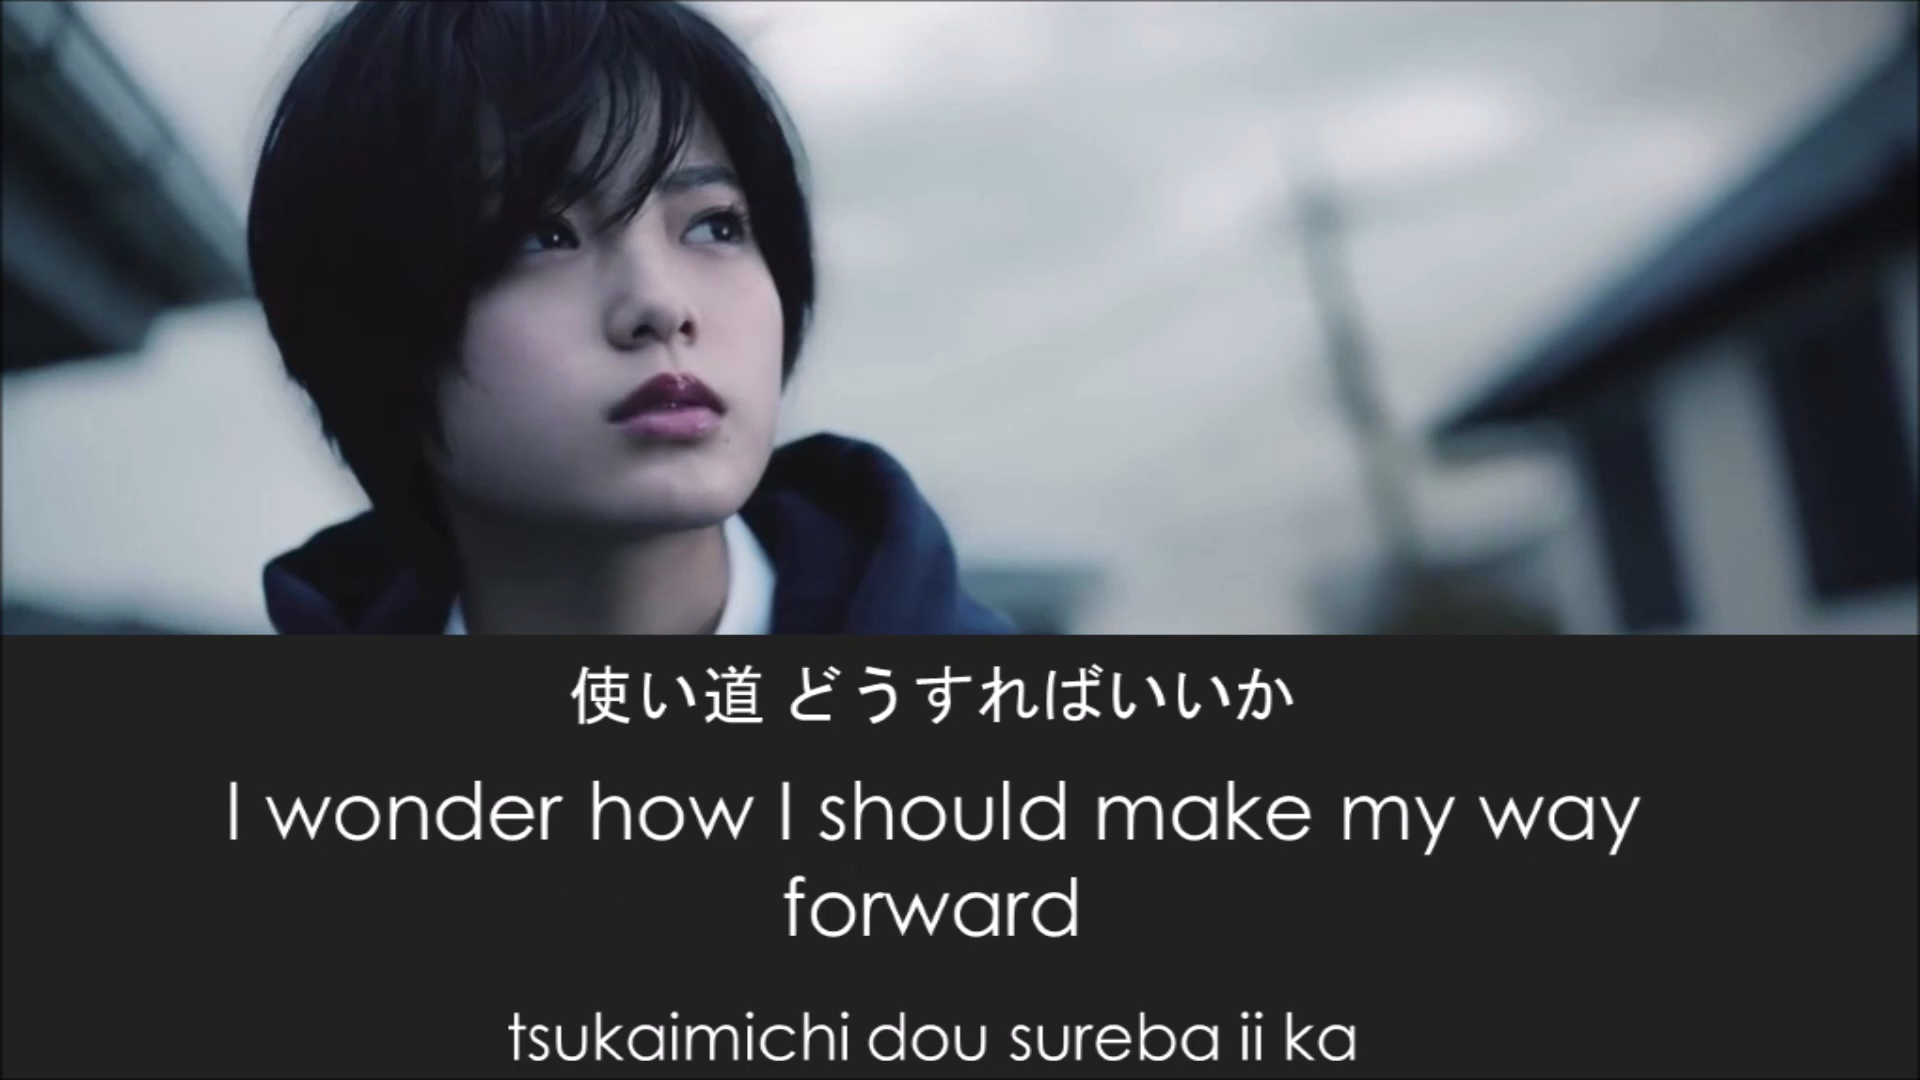 使い道 どうすればいいか
I wonder how I should make my way
forward
tsukaimichi dou sureba ii ka